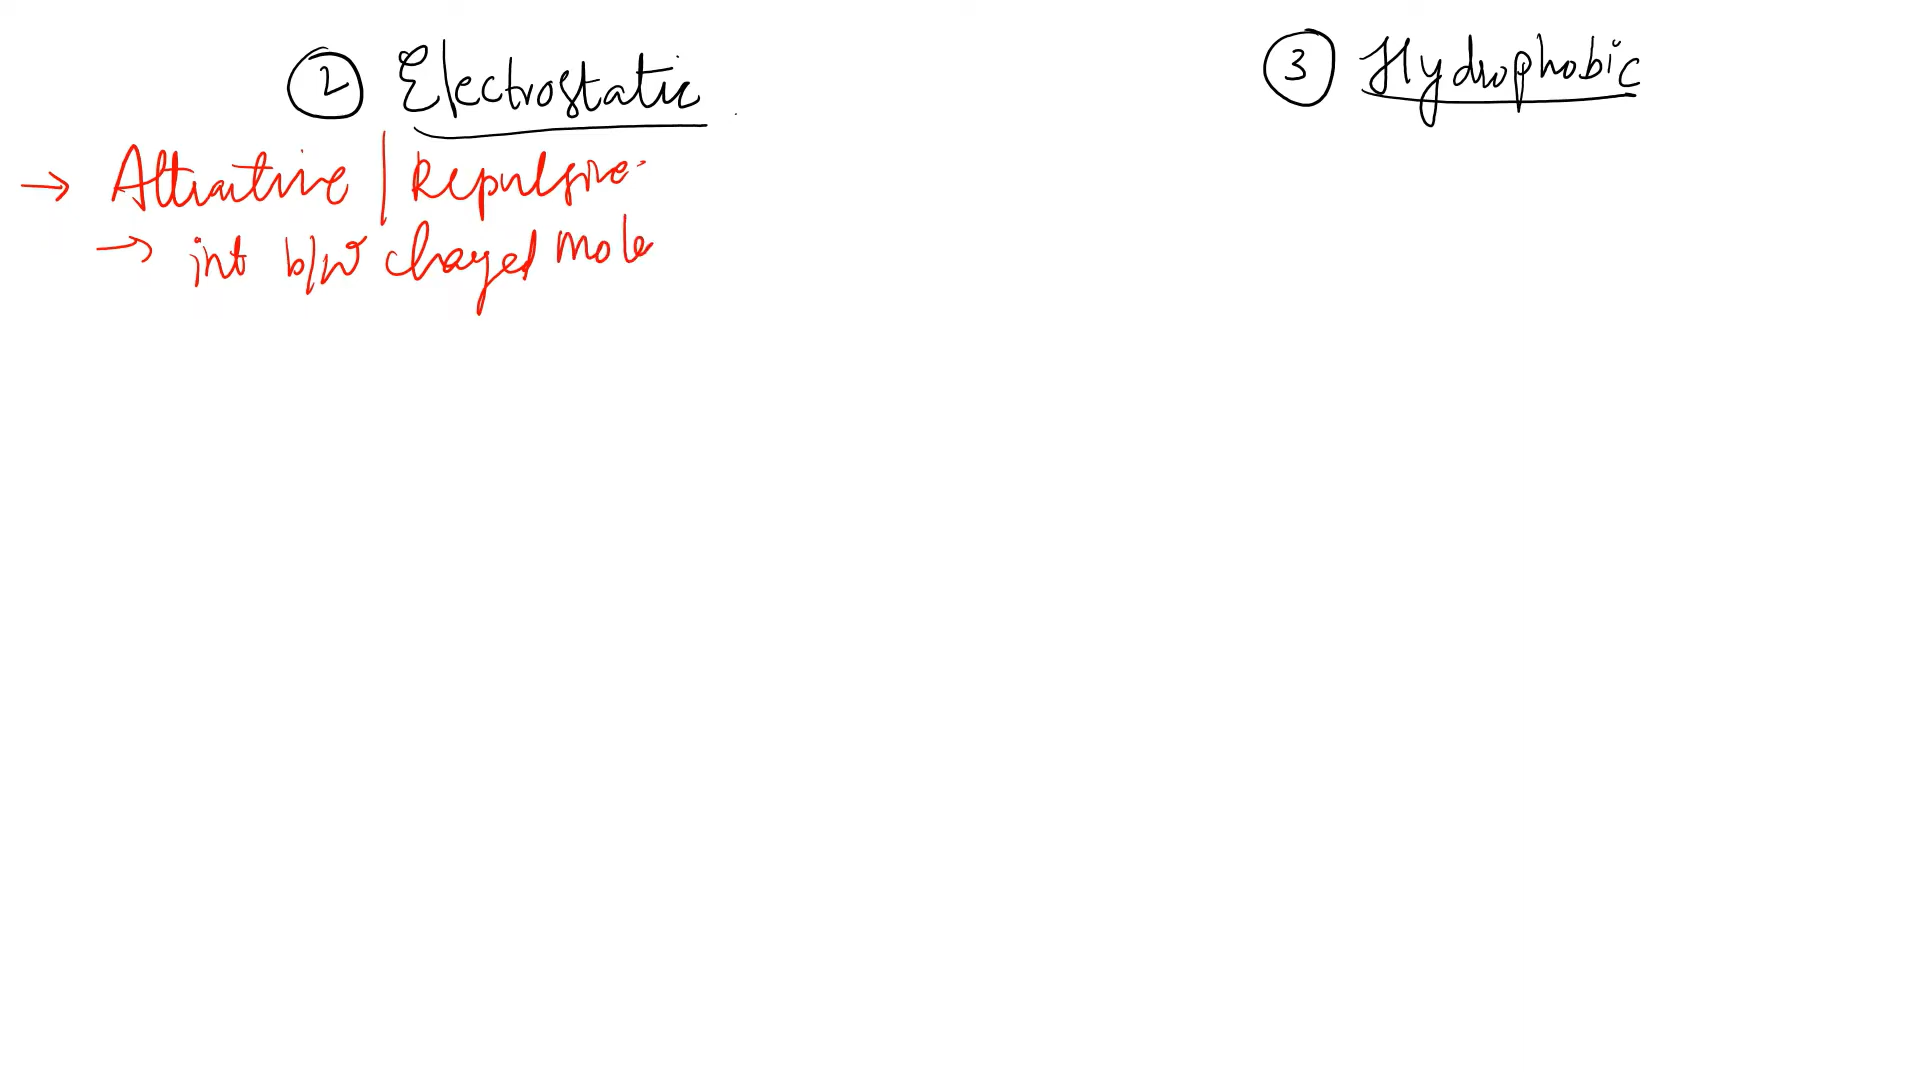 ② Electrostatic
→ Attractive | Repulsive
→ int b/w charged mole
③ Hydrophobic